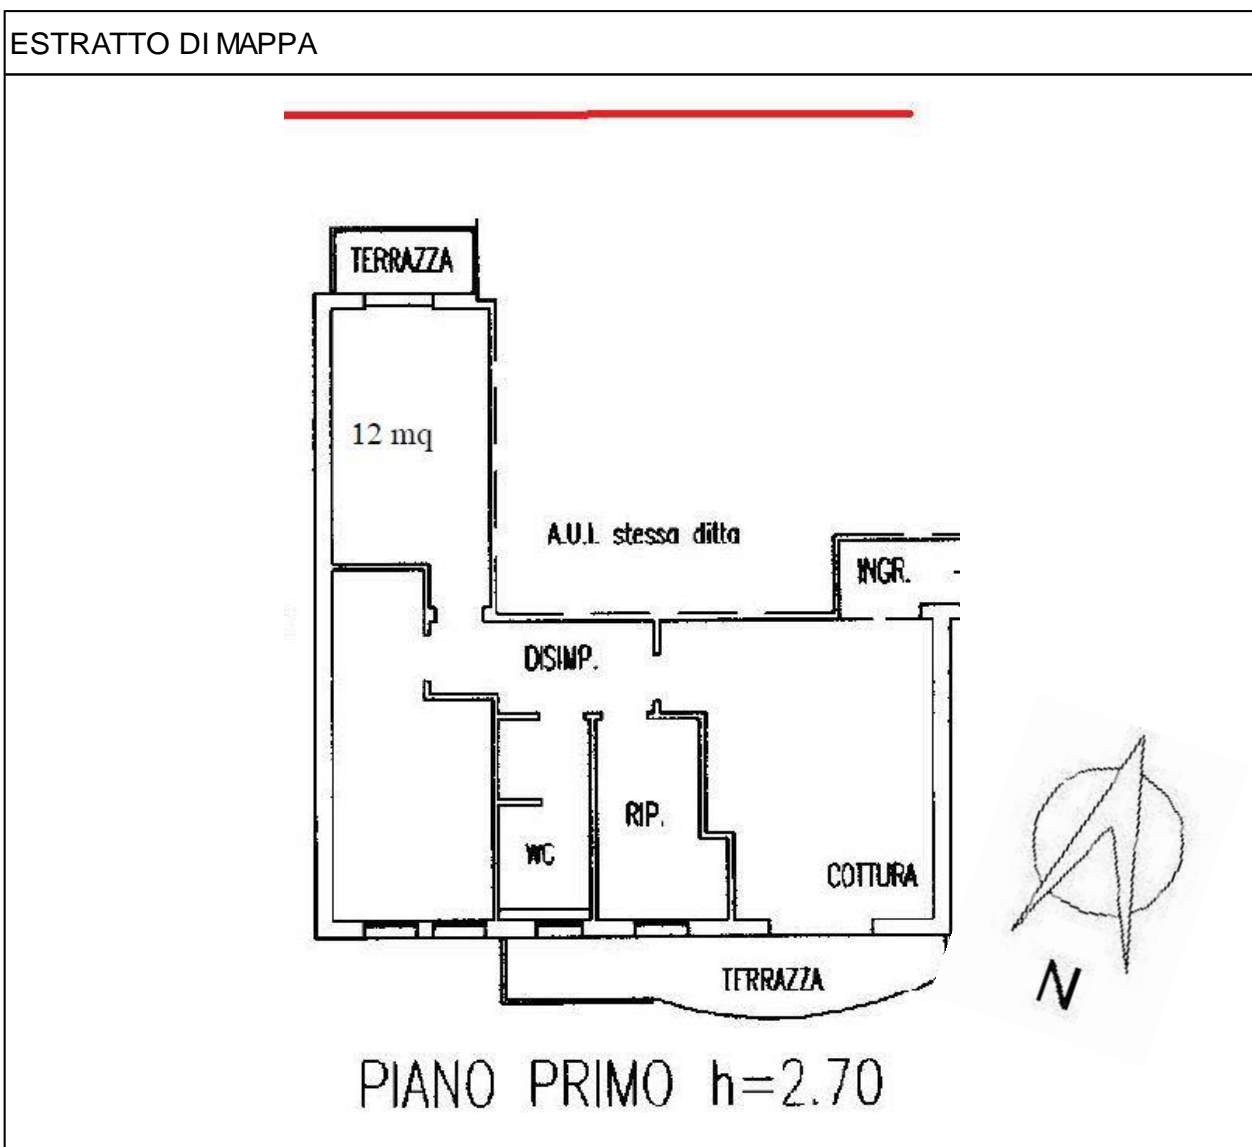 ESTRATTO DI MAPPA
TERRAZZA
12 mq
A.U.I. stessa ditta
INGR.
DISIMP.
RIP.
WC
COTTURA
TERRAZZA
N
PIANO PRIMO h=2.70